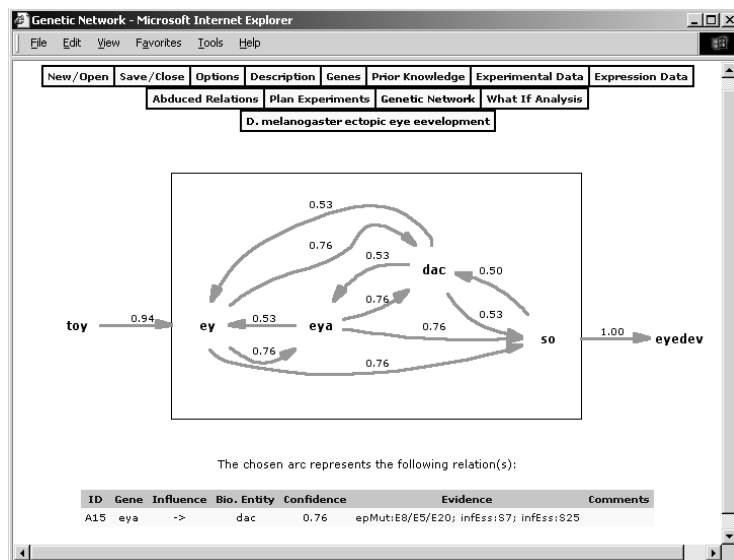 Genetic Network - Microsoft Internet Explorer
File Edit View Favorites Tools Help
New/Open Save/Close Options Description Genes Prior Knowledge Experimental Data Expression Data
Abduced Relations Plan Experiments Genetic Network What If Analysis
D. melanogaster ectopic eye eevelopment
0.53
0.76
0.53
dac
0.50
0.94
0.76
0.53
toy
ey
0.53
eya
0.76
so
1.00
eyedev
0.76
0.76
The chosen arc represents the following relation(s):
ID Gene Influence Bio. Entity Confidence Evidence Comments
A15 eya -> dac 0.76 epMut:E8/E5/E20; infEss:S7; infEss:S25